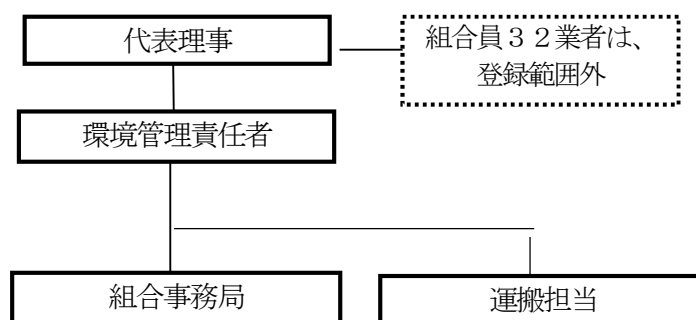 代表理事
組合員３２業者は、
登録範囲外
環境管理責任者
組合事務局
運搬担当